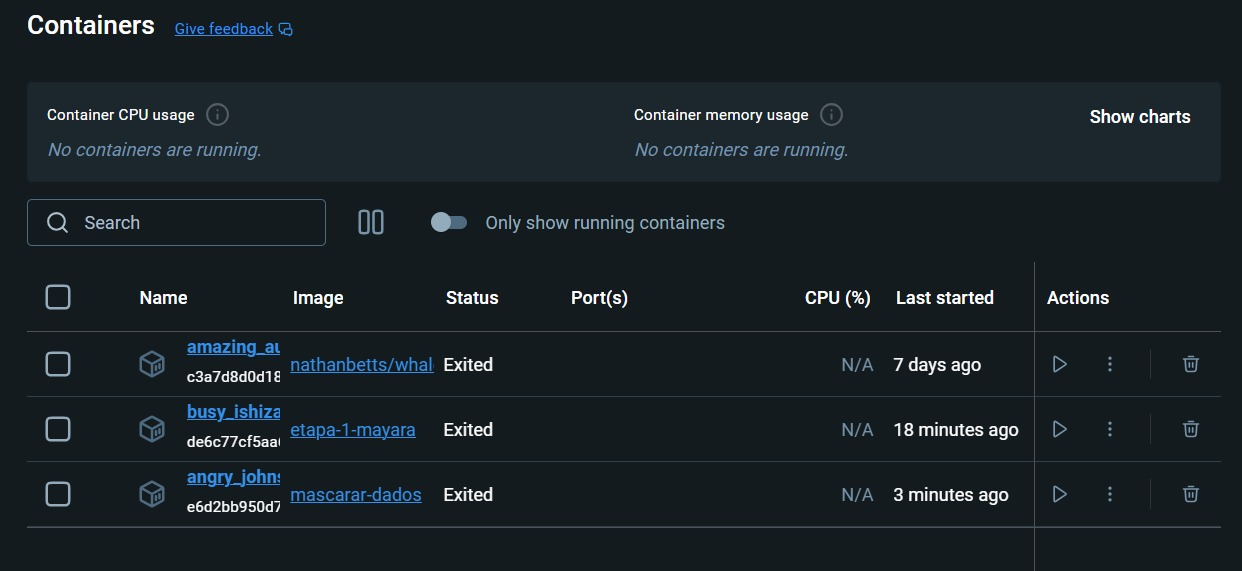 Containers Give feedback
Container CPU usage
No containers are running.
Container memory usage
No containers are running.
Show charts
Search
Only show running containers
Name Image Status Port(s) CPU (%) Last started Actions
amazing_au
c3a7d8d0d18
nathanbetts/whal Exited N/A 7 days ago
busy_ishiza
de6c77cf5aa
etapa-1-mayara Exited N/A 18 minutes ago
angry_johns
e6d2bb950d7
mascarar-dados Exited N/A 3 minutes ago